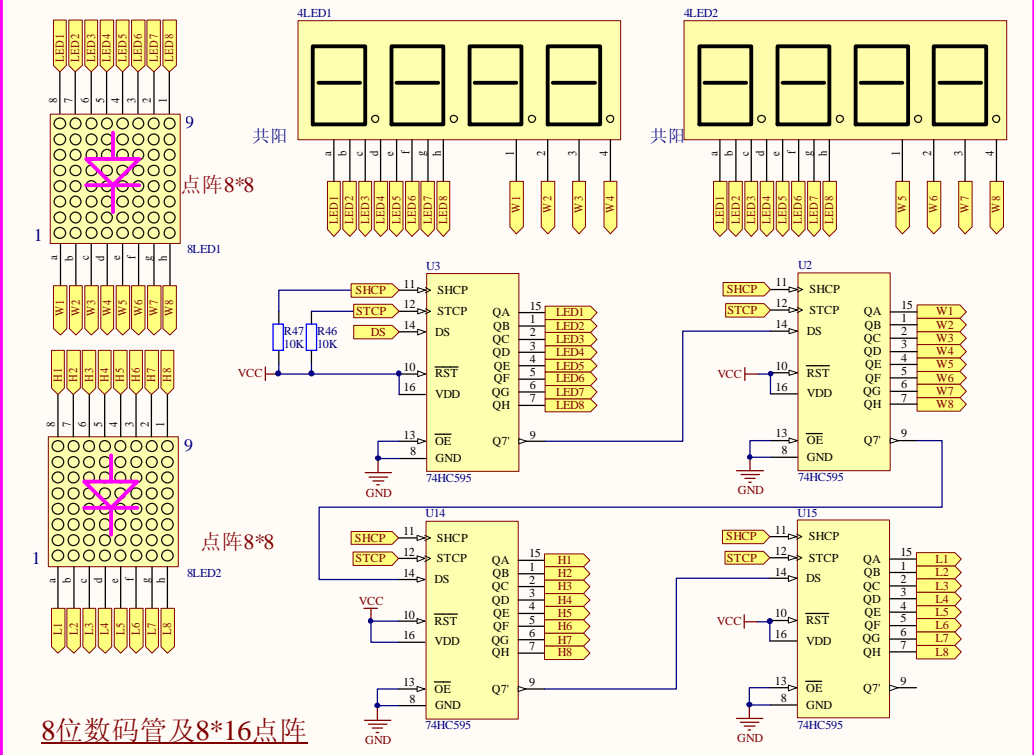 4LED1
4LED2
LED1 LED2 LED3 LED4 LED5 LED6 LED7 LED8
8 7 6 5 4 3 2 1
9
点阵8*8
1
8LED1
a b c d e f g h
W1 W2 W3 W4 W5 W6 W7 W8
共阳
a b c d e f g h 1 2 3 4
LED1 LED2 LED3 LED4 LED5 LED6 LED7 LED8 W1 W2 W3 W4
共阳
a b c d e f g h 1 2 3 4
LED1 LED2 LED3 LED4 LED5 LED6 LED7 LED8 W5 W6 W7 W8
H1 H2 H3 H4 H5 H6 H7 H8
8 7 6 5 4 3 2 1
9
点阵8*8
1
8LED2
a b c d e f g h
L1 L2 L3 L4 L5 L6 L7 L8
U3
SHCP 11 SHCP
STCP 12 STCP
DS 14 DS
R47 10K
R46 10K
VCC
10 RST
16 VDD
13 OE
8 GND
GND
QA 15 LED1
QB 1 LED2
QC 2 LED3
QD 3 LED4
QE 4 LED5
QF 5 LED6
QG 6 LED7
QH 7 LED8
Q7' 9
74HC595
U2
SHCP 11 SHCP
STCP 12 STCP
14 DS
VCC
10 RST
16 VDD
13 OE
8 GND
GND
QA 15 W1
QB 1 W2
QC 2 W3
QD 3 W4
QE 4 W5
QF 5 W6
QG 6 W7
QH 7 W8
Q7' 9
74HC595
U14
SHCP 11 SHCP
STCP 12 STCP
14 DS
VCC
10 RST
16 VDD
13 OE
8 GND
GND
QA 15 H1
QB 1 H2
QC 2 H3
QD 3 H4
QE 4 H5
QF 5 H6
QG 6 H7
QH 7 H8
Q7' 9
74HC595
U15
SHCP 11 SHCP
STCP 12 STCP
14 DS
VCC
10 RST
16 VDD
13 OE
8 GND
GND
QA 15 L1
QB 1 L2
QC 2 L3
QD 3 L4
QE 4 L5
QF 5 L6
QG 6 L7
QH 7 L8
Q7' 9
74HC595
8位数码管及8*16点阵